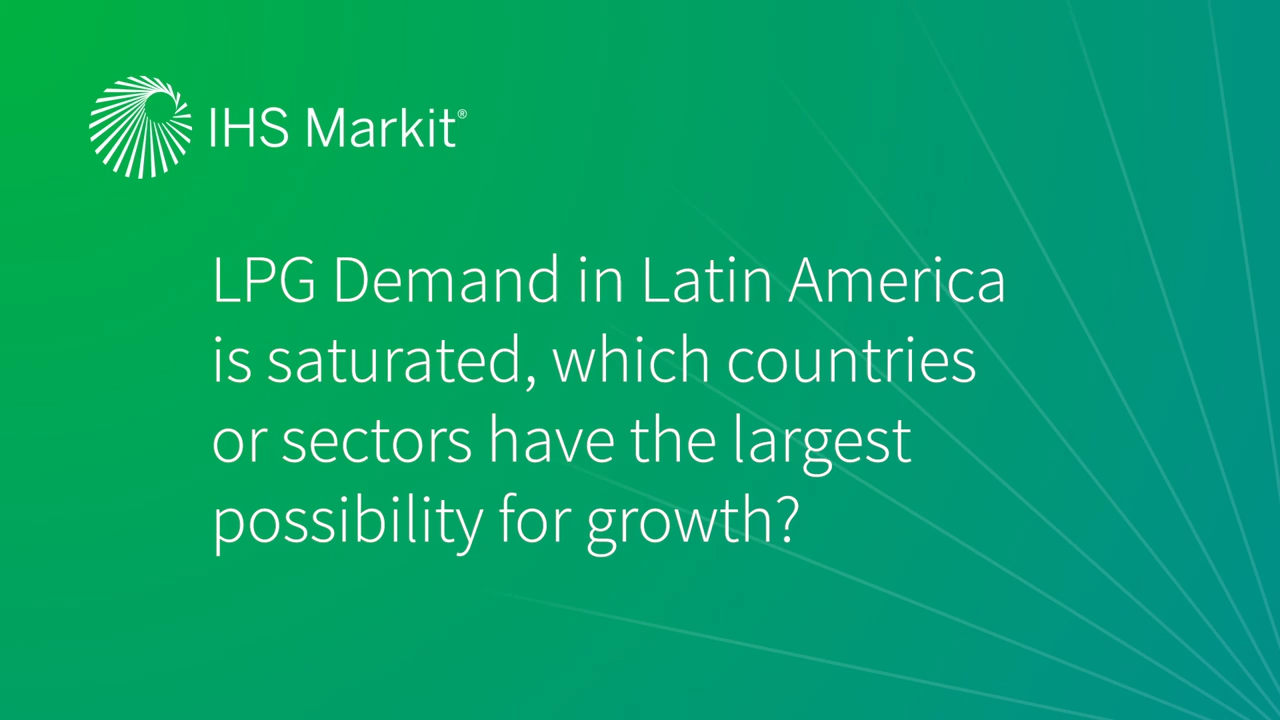 IHS Markit®
LPG Demand in Latin America
is saturated, which countries
or sectors have the largest
possibility for growth?